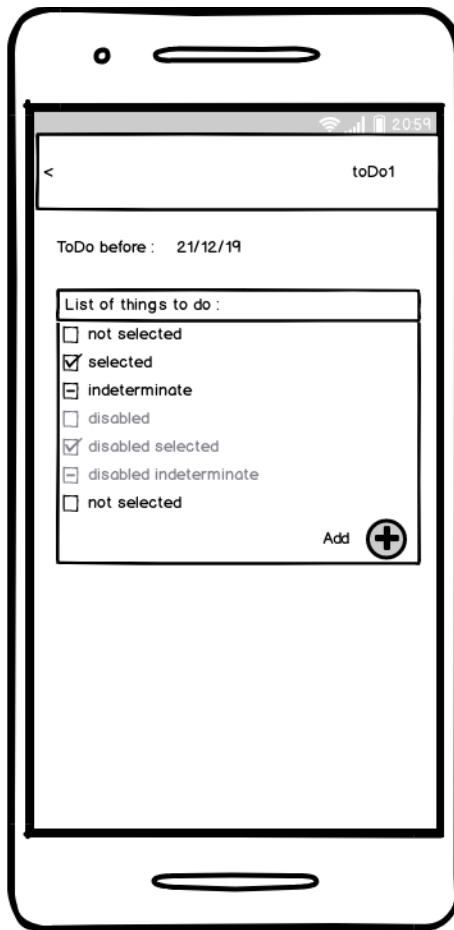 20:59
< toDo1
ToDo before : 21/12/19
List of things to do :
not selected
selected
indeterminate
disabled
disabled selected
disabled indeterminate
not selected
Add